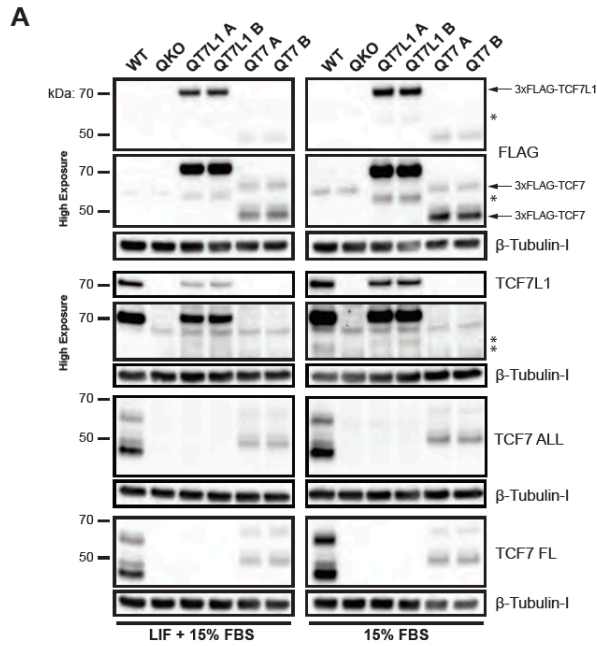 A
WT QKO QT7L1 A QT7L1 B QT7 A QT7 B WT QKO QT7L1 A QT7L1 B QT7 A QT7 B
kDa: 70
3xFLAG-TCF7L1
*
50
FLAG
High Exposure
70
3xFLAG-TCF7
*
50
3xFLAG-TCF7
β-Tubulin-I
70
TCF7L1
High Exposure
70
*
*
β-Tubulin-I
70
50
TCF7 ALL
β-Tubulin-I
70
50
TCF7 FL
β-Tubulin-I
LIF + 15% FBS 15% FBS